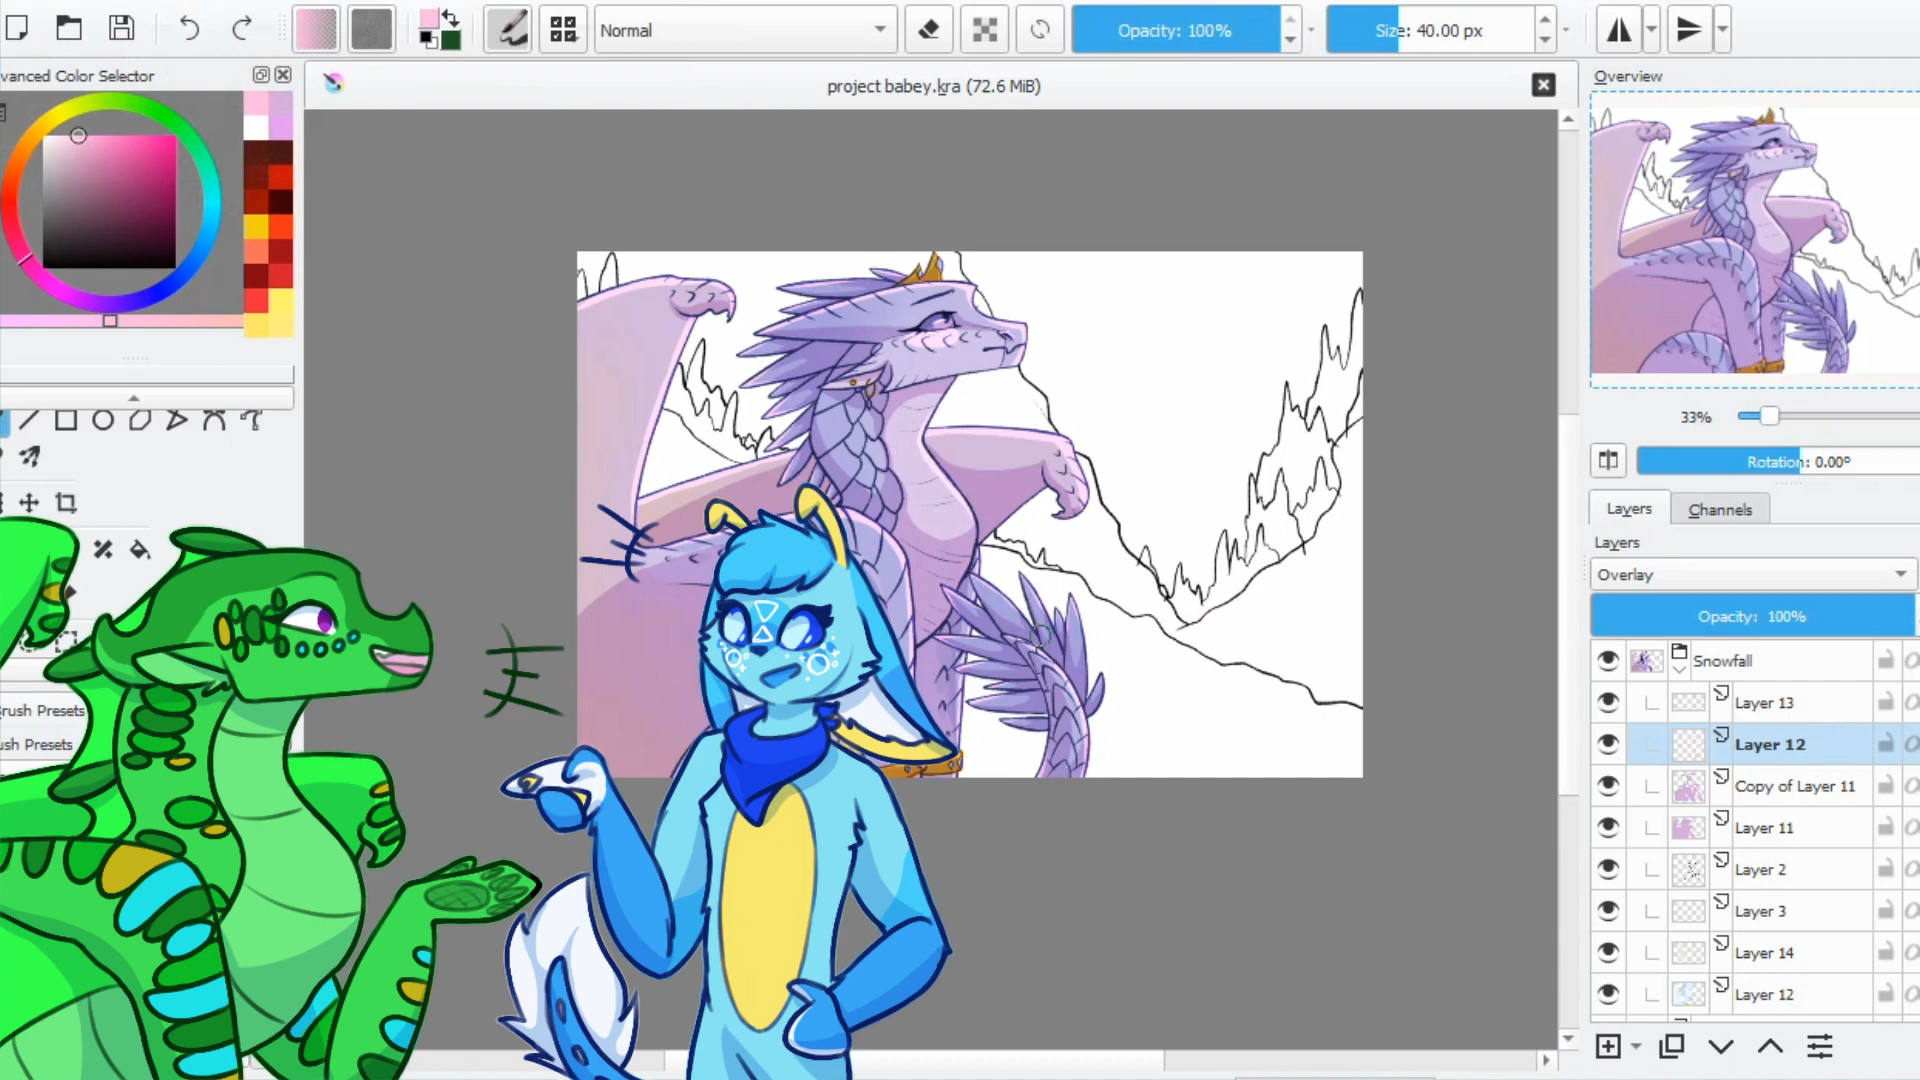 Normal
Opacity: 100%
Size: 40.00 px
vanced Color Selector
project babey.kra (72.6 MiB)
Overview
33%
Rotation: 0.00°
Layers
Channels
Layers
Overlay
Opacity: 100%
Snowfall
Layer 13
Layer 12
Copy of Layer 11
Layer 11
Layer 2
Layer 3
Layer 14
Layer 12
rush Presets
ush Presets